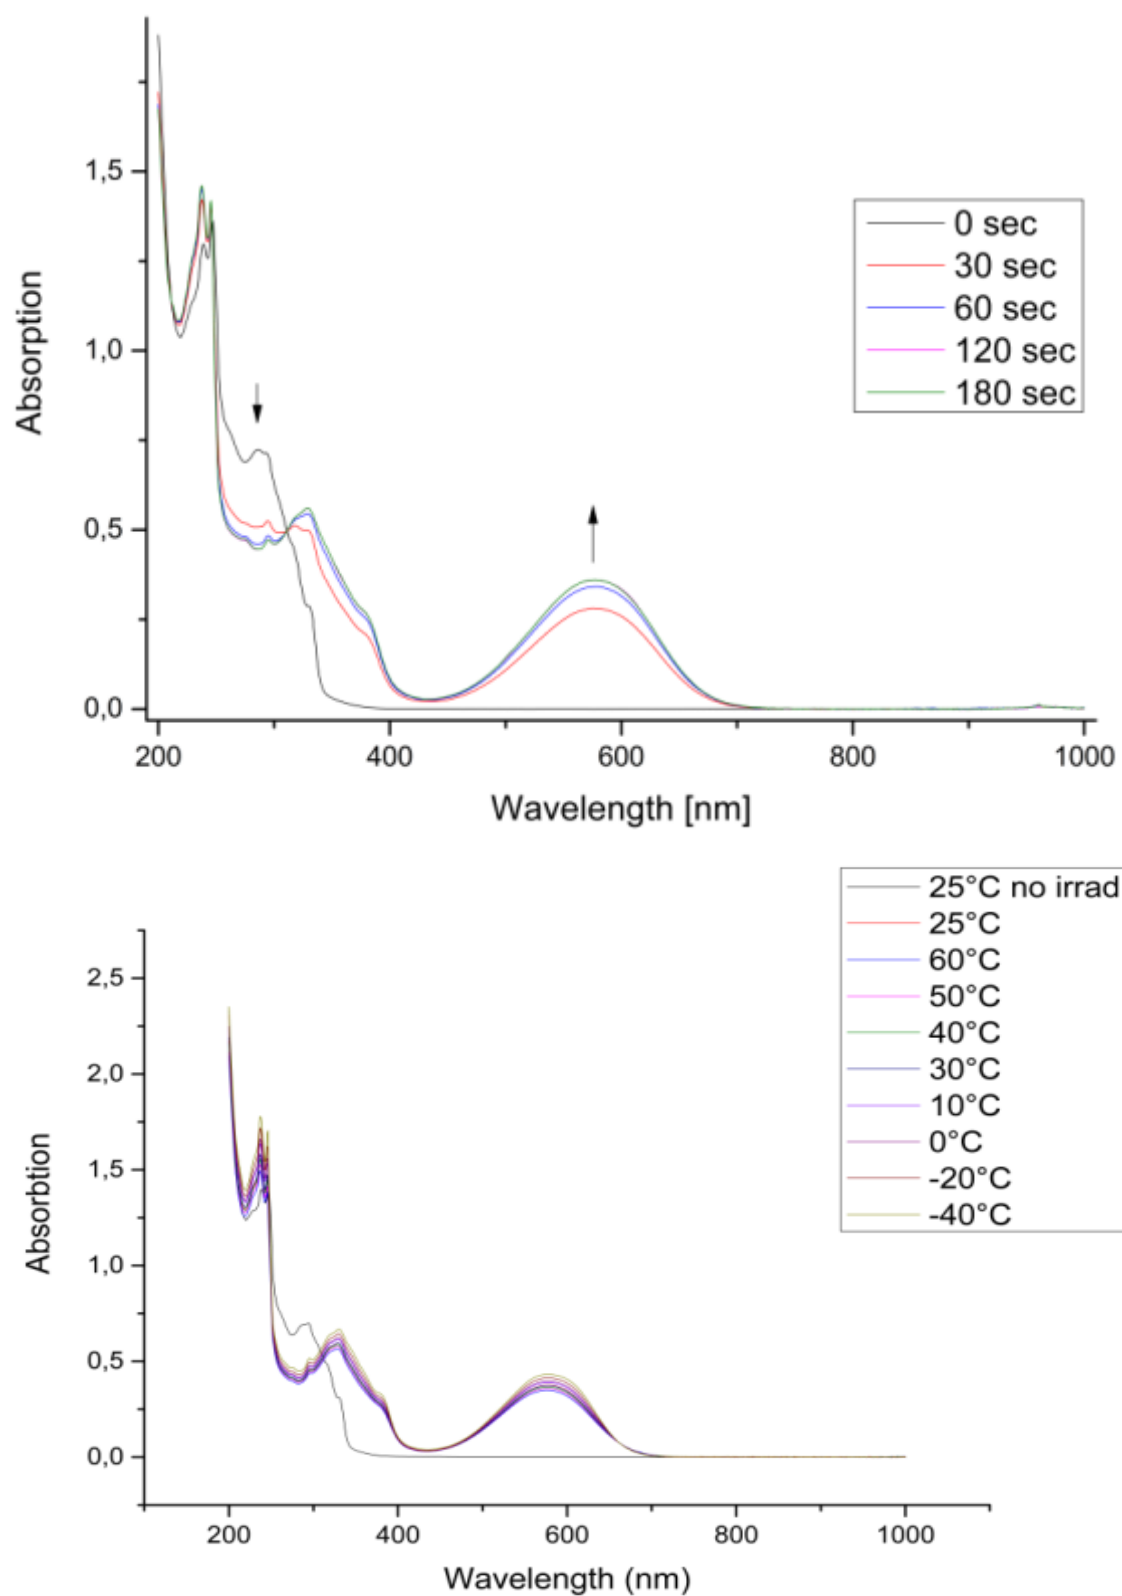 1,5
1,0
0,5
0,0
Absorption
0 sec
30 sec
60 sec
120 sec
180 sec
200
400
600
800
1000
Wavelength [nm]
25°C no irrad
25°C
60°C
50°C
40°C
30°C
10°C
0°C
-20°C
-40°C
2,5
2,0
1,5
1,0
0,5
0,0
Absorbtion
200
400
600
800
1000
Wavelength (nm)